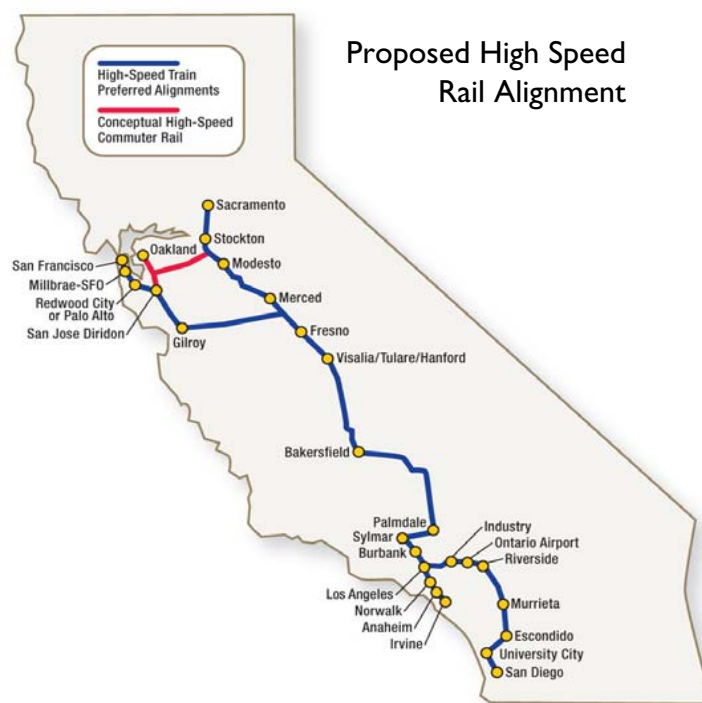 Proposed High Speed
Rail Alignment
High-Speed Train
Preferred Alignments
Conceptual High-Speed
Commuter Rail
Sacramento
Stockton
Oakland
Modesto
San Francisco
Millbrae-SFO
Merced
Redwood City
or Palo Alto
San Jose Diridon
Gilroy
Fresno
Visalia/Tulare/Hanford
Bakersfield
Palmdale
Industry
Sylmar
Ontario Airport
Burbank
Riverside
Los Angeles
Norwalk
Murrieta
Anaheim
Irvine
Escondido
University City
San Diego